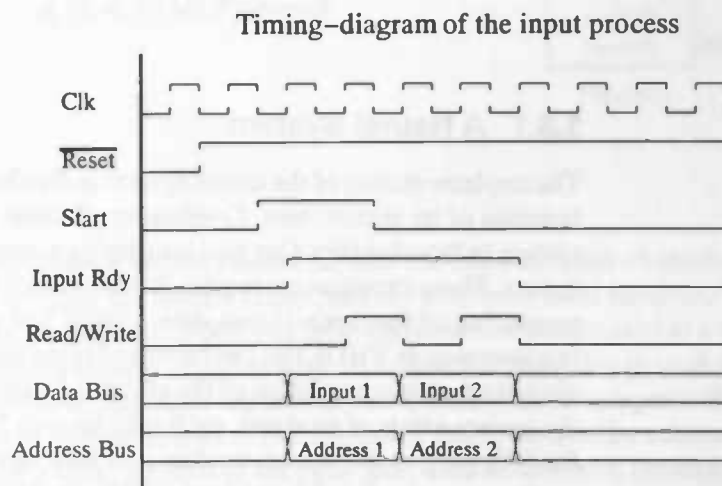 Timing–diagram of the input process
Clk
Reset
Start
Input Rdy
Read/Write
Data Bus
Input 1
Input 2
Address Bus
Address 1
Address 2